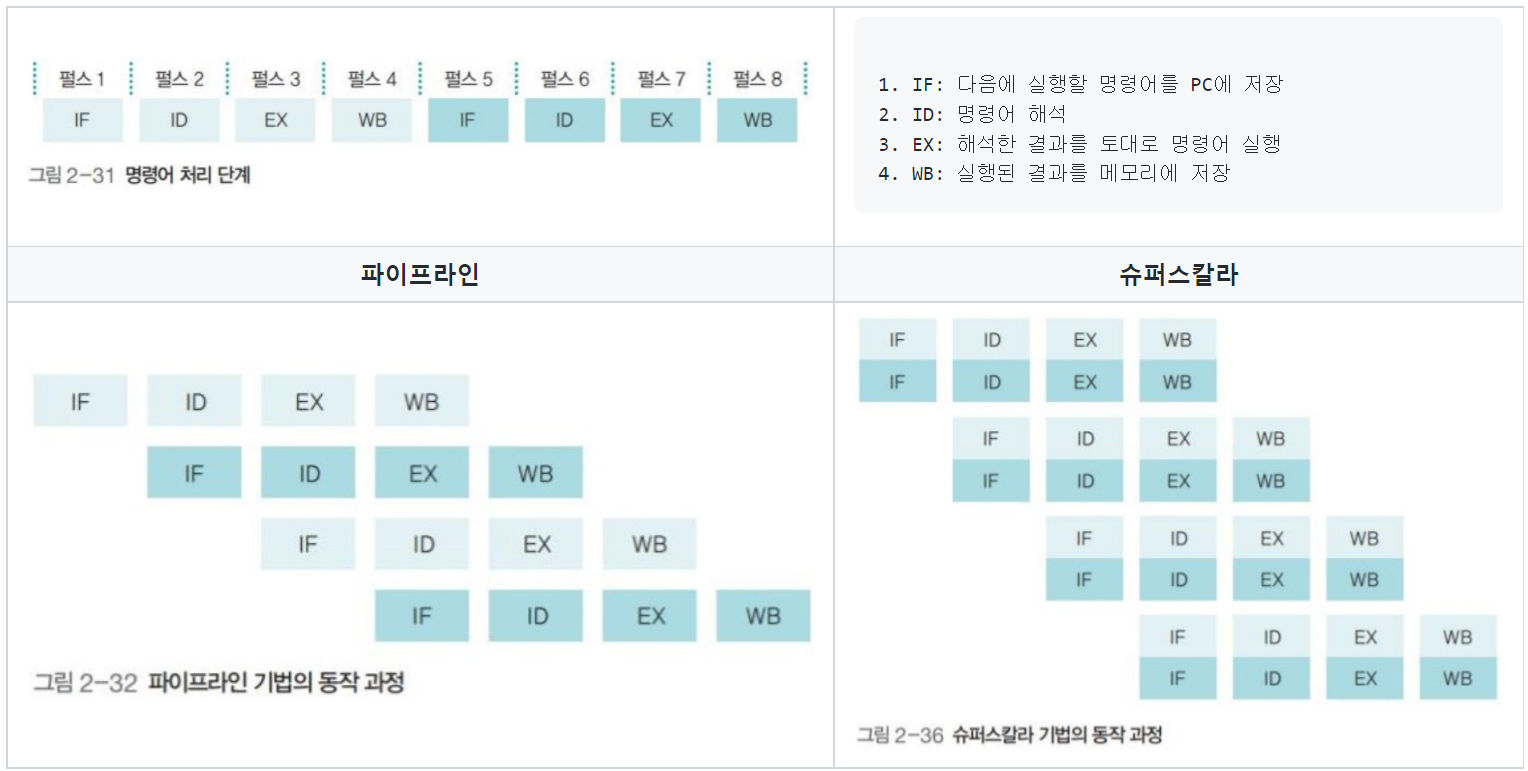 펄스 1 펄스 2 펄스 3 펄스 4 펄스 5 펄스 6 펄스 7 펄스 8
IF ID EX WB IF ID EX WB
그림 2-31 명령어 처리 단계
1. IF: 다음에 실행할 명령어를 PC에 저장
2. ID: 명령어 해석
3. EX: 해석한 결과를 토대로 명령어 실행
4. WB: 실행된 결과를 메모리에 저장
파이프라인
슈퍼스칼라
IF ID EX WB
IF ID EX WB
IF ID EX WB
IF ID EX WB
그림 2-32 파이프라인 기법의 동작 과정
IF ID EX WB
IF ID EX WB
IF ID EX WB
IF ID EX WB
IF ID EX WB
IF ID EX WB
IF ID EX WB
IF ID EX WB
그림 2-36 슈퍼스칼라 기법의 동작 과정